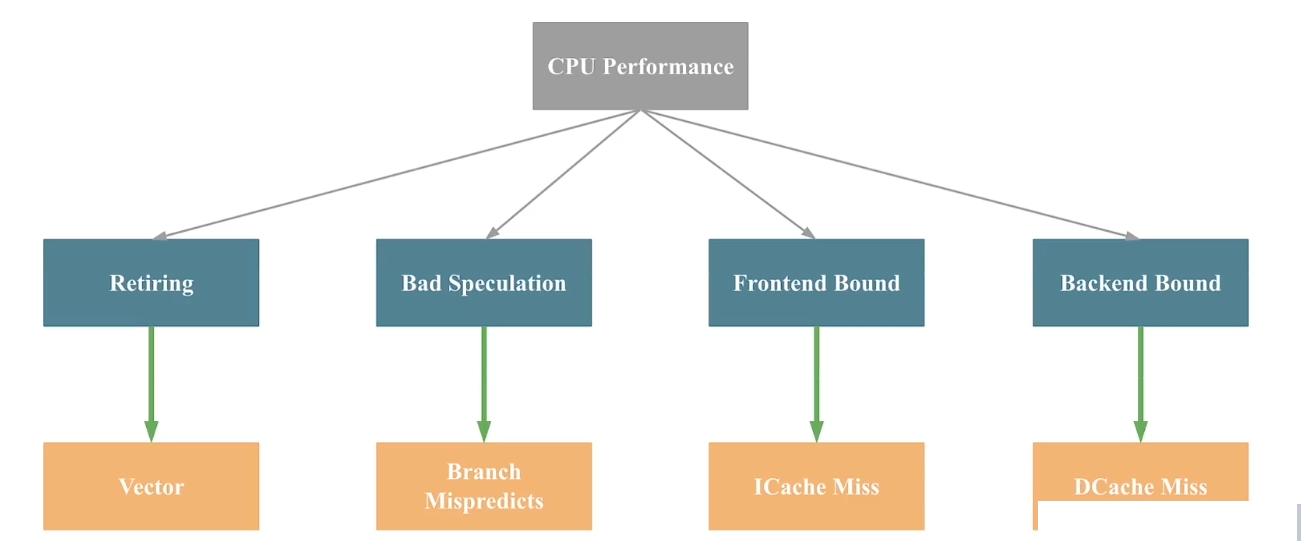 CPU Performance
Retiring
Bad Speculation
Frontend Bound
Backend Bound
Vector
Branch
Mispredicts
ICache Miss
DCache Miss